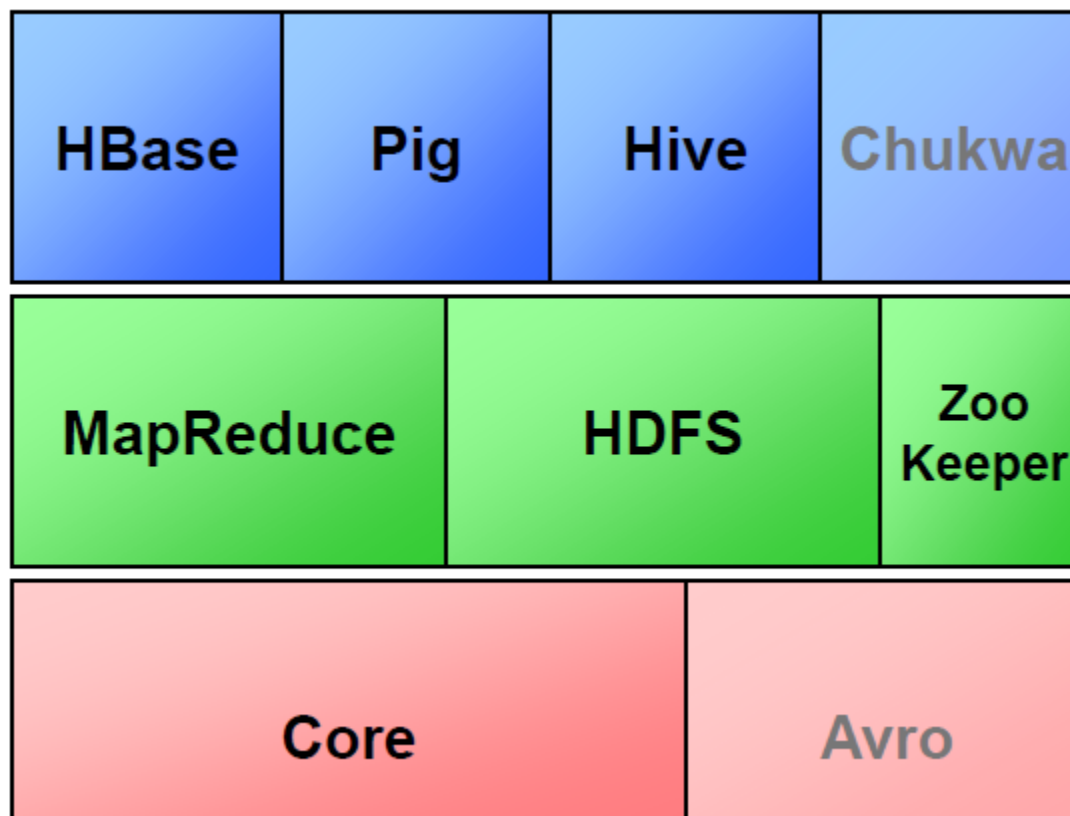 HBase
Pig
Hive
Chukwa
MapReduce
HDFS
Zoo
Keeper
Core
Avro